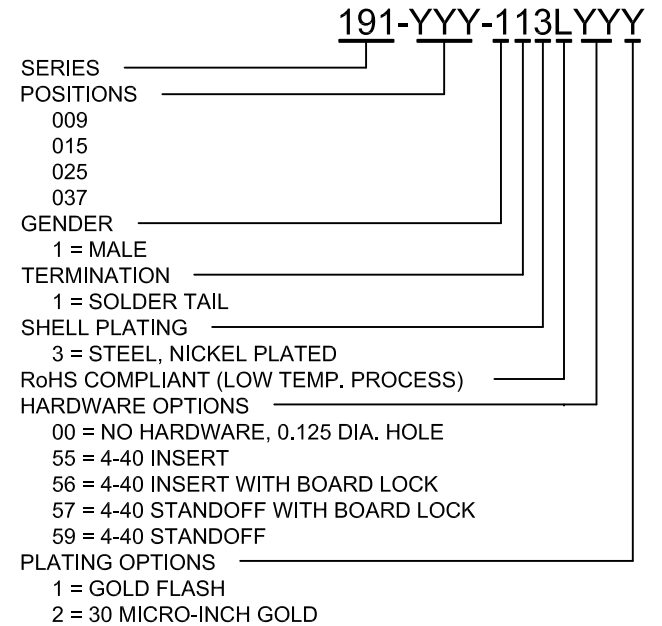 191-YYY-113LYYY
SERIES
POSITIONS
009
015
025
037
GENDER
1 = MALE
TERMINATION
1 = SOLDER TAIL
SHELL PLATING
3 = STEEL, NICKEL PLATED
RoHS COMPLIANT (LOW TEMP. PROCESS)
HARDWARE OPTIONS
00 = NO HARDWARE, 0.125 DIA. HOLE
55 = 4-40 INSERT
56 = 4-40 INSERT WITH BOARD LOCK
57 = 4-40 STANDOFF WITH BOARD LOCK
59 = 4-40 STANDOFF
PLATING OPTIONS
1 = GOLD FLASH
2 = 30 MICRO-INCH GOLD